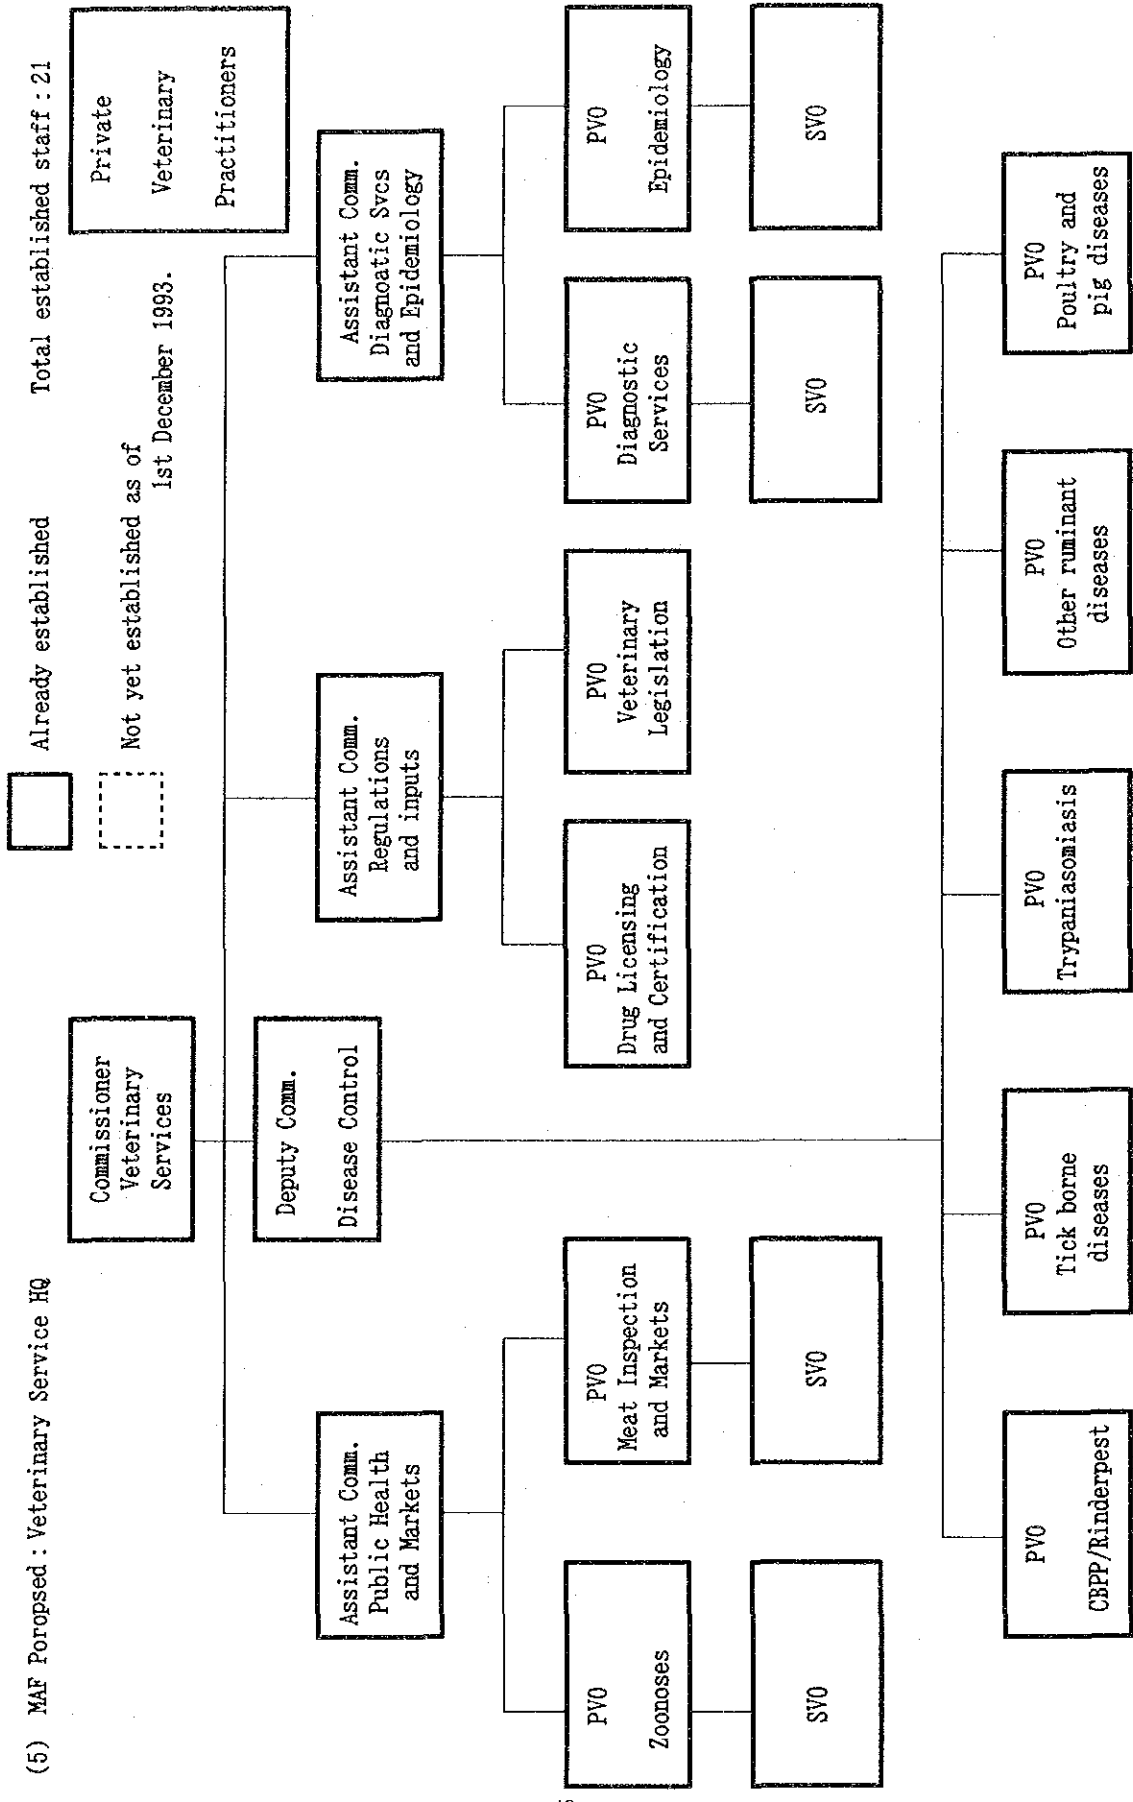 (5) MAF Poropsed : Veterinary Service HQ
Already established
Total established staff : 21
Not yet established as of
1st December 1993.
Private
Veterinary
Practitioners
Commissioner
Veterinary
Services
Deputy Comm.
Disease Control
Assistant Comm.
Public Health
and Markets
Assistant Comm.
Regulations
and inputs
Assistant Comm.
Diagnoatic Svcs
and Epidemiology
PVO
Zoonoses
PVO
Meat Inspection
and Markets
PVO
Drug Licensing
and Certification
PVO
Veterinary
Legislation
PVO
Diagnostic
Services
PVO
Epidemiology
SVO
SVO
SVO
SVO
PVO
CBPP/Rinderpest
PVO
Tick borne
diseases
PVO
Trypaniasomiasis
PVO
Other ruminant
diseases
PVO
Poultry and
pig diseases